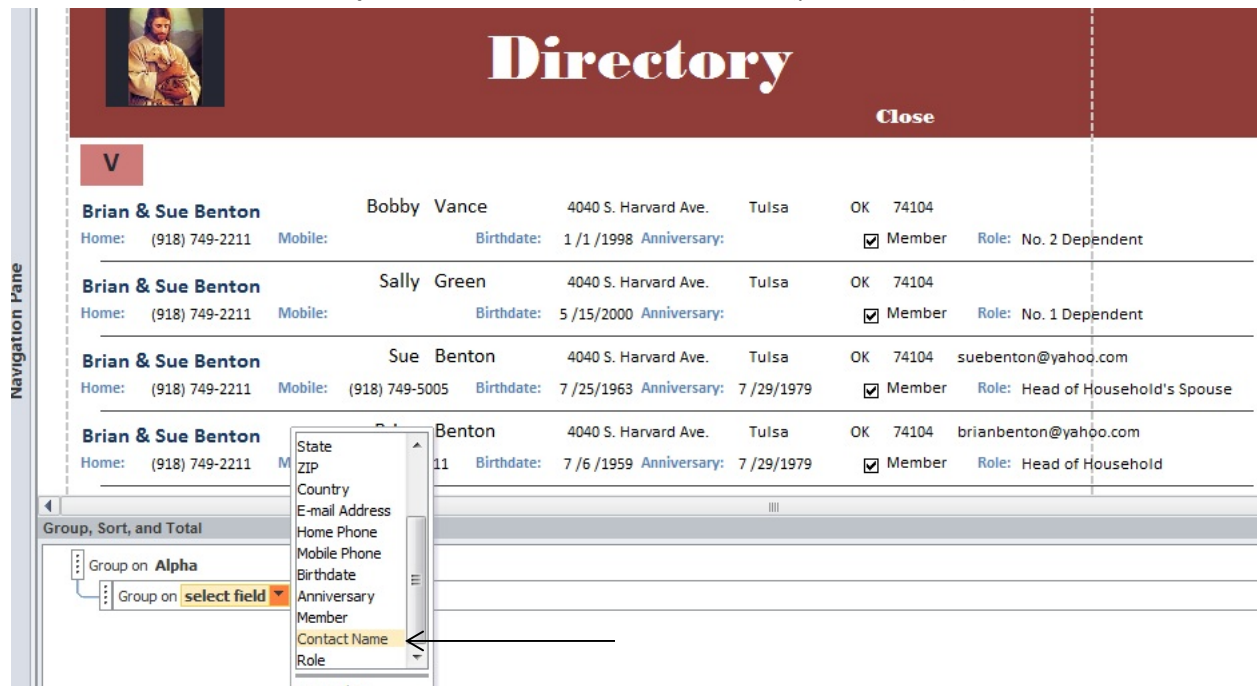 Directory
Close
V
Brian & Sue Benton Bobby Vance 4040 S. Harvard Ave. Tulsa OK 74104
Home: (918) 749-2211 Mobile: Birthdate: 1 /1 /1998 Anniversary: Member Role: No. 2 Dependent
Brian & Sue Benton Sally Green 4040 S. Harvard Ave. Tulsa OK 74104
Home: (918) 749-2211 Mobile: Birthdate: 5 /15/2000 Anniversary: Member Role: No. 1 Dependent
Brian & Sue Benton Sue Benton 4040 S. Harvard Ave. Tulsa OK 74104 suebenton@yahoo.com
Home: (918) 749-2211 Mobile: (918) 749-5005 Birthdate: 7 /25/1963 Anniversary: 7 /29/1979 Member Role: Head of Household's Spouse
Brian & Sue Benton Benton 4040 S. Harvard Ave. Tulsa OK 74104 brianbenton@yahoo.com
Home: (918) 749-2211 M 11 Birthdate: 7 /6 /1959 Anniversary: 7 /29/1979 Member Role: Head of Household
Navigation Pane
Group, Sort, and Total
Group on Alpha
Group on select field
State
ZIP
Country
E-mail Address
Home Phone
Mobile Phone
Birthdate
Anniversary
Member
Contact Name
Role